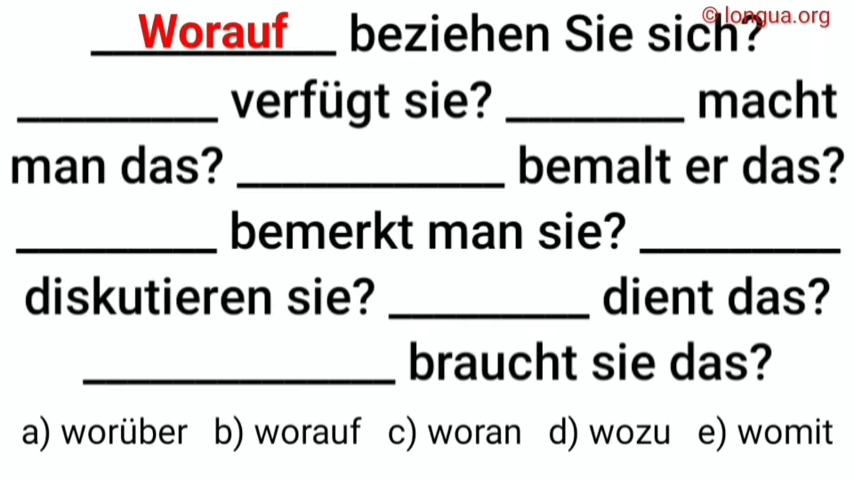 © longua.org
Worauf beziehen Sie sich?
_________ verfügt sie? ________ macht
man das? ____________ bemalt er das?
_________ bemerkt man sie? _________
diskutieren sie? _________ dient das?
______________ braucht sie das?
a) worüber b) worauf c) woran d) wozu e) womit